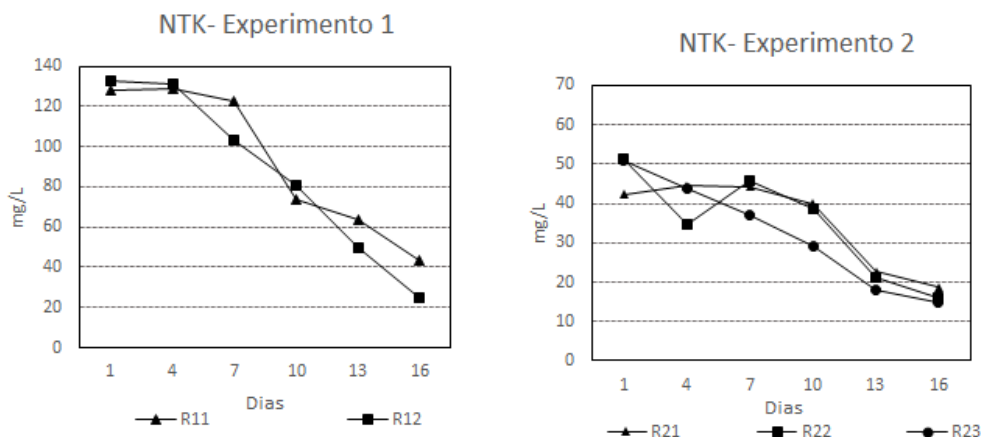 NTK- Experimento 1
140
120
100
80
60
40
20
0
mg/L
1 4 7 10 13 16
Dias
R11 R12
NTK- Experimento 2
70
60
50
40
30
20
10
0
mg/L
1 4 7 10 13 16
Dias
R21 R22 R23